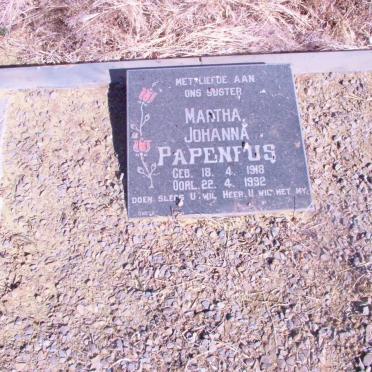 MET LIEFDE AAN
ONS SUSTER
MARTHA
JOHANNA
PAPENFUS
GEB. 18. 4. 1918
OORL. 22. 4. 1992
DOEN SLEGS U WIL HEER, U WIL MET MY.